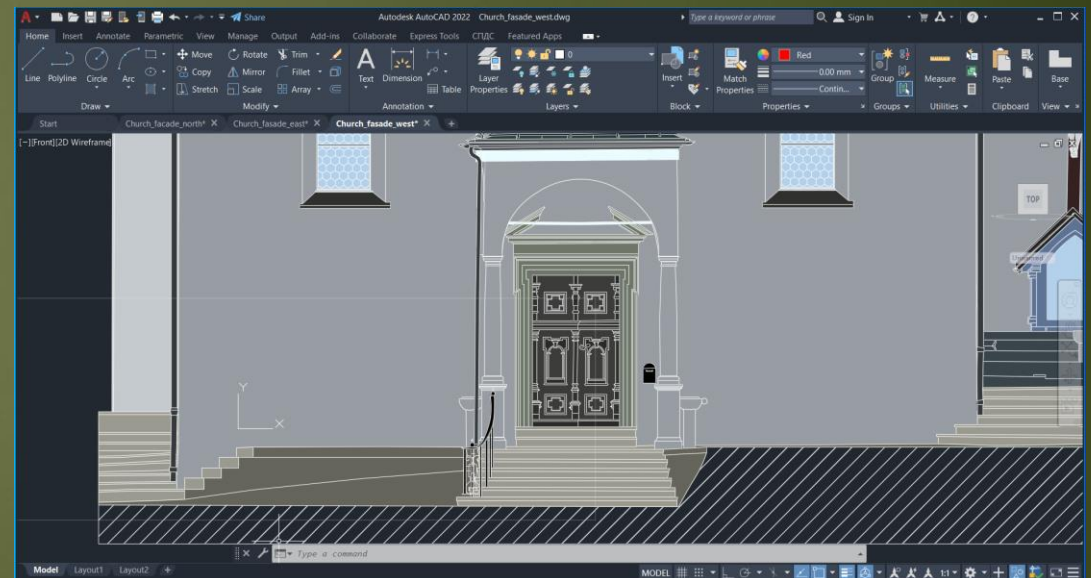 Share Autodesk AutoCAD 2022 Church_fasade_west.dwg Type a keyword or phrase Sign In
Home Insert Annotate Parametric View Manage Output Add-ins Collaborate Express Tools СПДС Featured Apps
Line Polyline Circle Arc
Move Rotate Trim
Copy Mirror Fillet
Stretch Scale Array
Text Dimension Table
Layer Properties 0
Insert
Match Properties Red
0.00 mm
Contin...
Group Measure Paste Base
Draw Modify Annotation Layers Block Properties Groups Utilities Clipboard View
Start Church_facade_north* Church_fasade_east* Church_fasade_west*
[−][Front][2D Wireframe]
TOP
Unnamed
Y
X
Type a command
Model Layout1 Layout2 MODEL 1:1